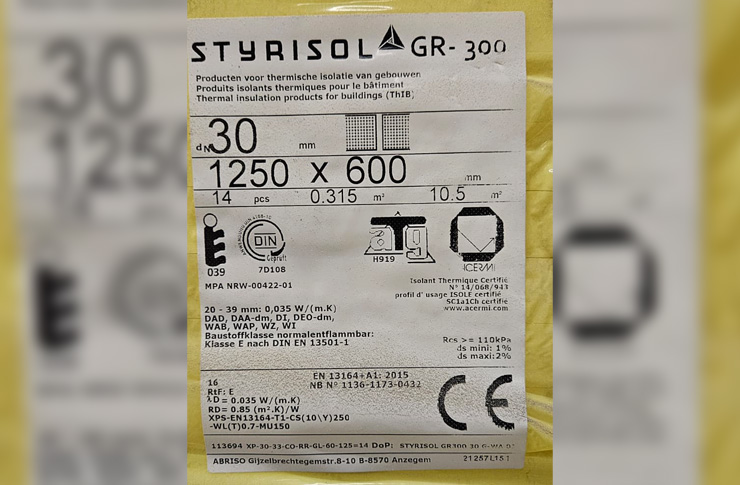 STYRISOL GR-300
Producten voor thermische isolatie van gebouwen
Produits isolants thermiques pour le bâtiment
Thermal insulation products for buildings (ThIB)
dN 30 mm
1250 x 600 mm
14 pcs 0.315 m² 10.5 m²
039
DIN
Geprüft
7D108
atg
H919
ACERMI
MPA NRW-00422-01
Isolant Thermique Certifié
N° 14/068/943
profil d' usage ISOLE certifié
SC1a1Ch certifié
www.acermi.com
20 - 39 mm: 0,035 W/(m.K)
DAD, DAA-dm, DI, DEO-dm,
WAB, WAP, WZ, WI
Baustoffklasse normalentflammbar:
Klasse E nach DIN EN 13501-1
Rcs >= 110kPa
ds mini: 1%
ds maxi:2%
EN 13164+A1: 2015
NB N° 1136-1173-0432
16
RtF: E
λD = 0.035 W/(m.K)
RD= 0.85 (m².K)/W
XPS-EN13164-T1-CS(10\Y)250
-WL(T)0.7-MU150
CE
113694 XP-30-33-CO-RR-GL-60-125=14 DoP: STYRISOL GR300 30
ABRISO Gijzelbrechtegemstr.8-10 B-8570 Anzegem 21257L15.1